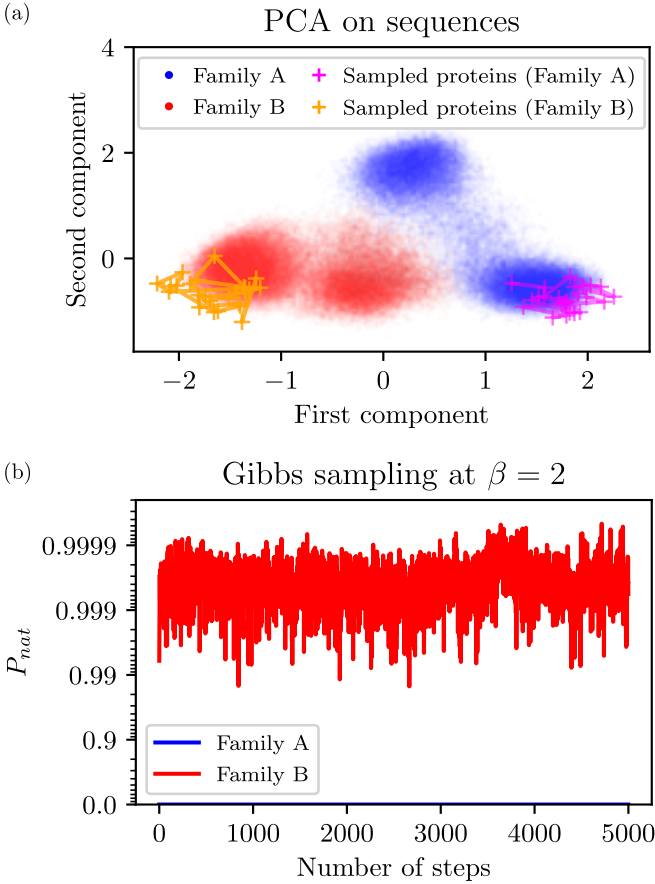 (a)
PCA on sequences
Second component
4
2
0
Family A
Family B
Sampled proteins (Family A)
Sampled proteins (Family B)
−2 −1 0 1 2
First component
(b)
Gibbs sampling at β = 2
P_nat
0.9999
0.999
0.99
0.9
0.0
Family A
Family B
0 1000 2000 3000 4000 5000
Number of steps